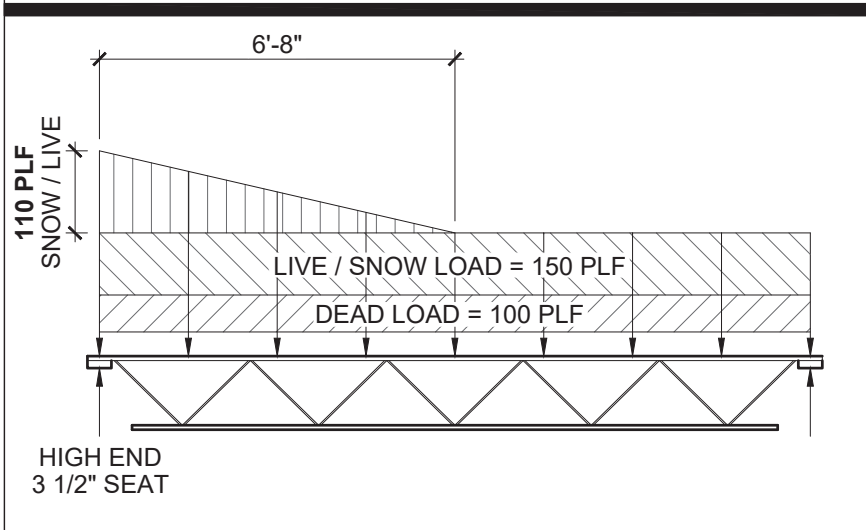 6'-8"
110 PLF
SNOW / LIVE
LIVE / SNOW LOAD = 150 PLF
DEAD LOAD = 100 PLF
HIGH END
3 1/2" SEAT